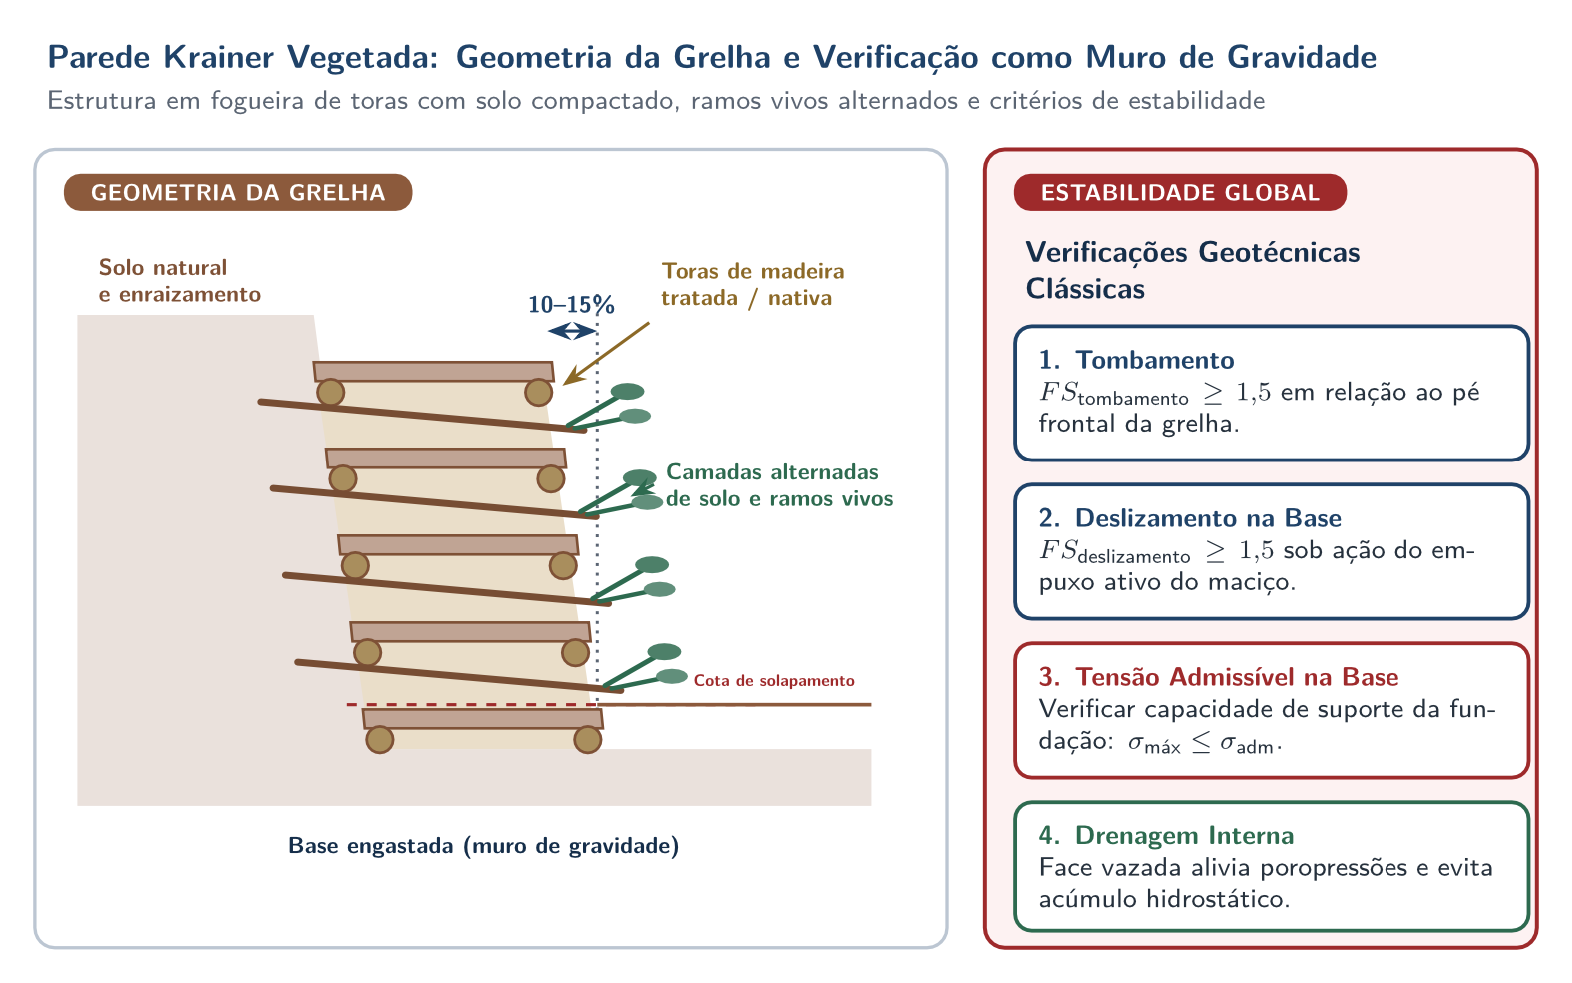 Parede Krainer Vegetada: Geometria da Grelha e Verificação como Muro de Gravidade
Estrutura em fogueira de toras com solo compactado, ramos vivos alternados e critérios de estabilidade
GEOMETRIA DA GRELHA
Solo natural
e enraizamento
10–15%
Toras de madeira
tratada / nativa
Camadas alternadas
de solo e ramos vivos
Cota de solapamento
Base engastada (muro de gravidade)
ESTABILIDADE GLOBAL
Verificações Geotécnicas
Clássicas
1. Tombamento
FS_tombamento ≥ 1,5 em relação ao pé
frontal da grelha.
2. Deslizamento na Base
FS_deslizamento ≥ 1,5 sob ação do em-
puxo ativo do maciço.
3. Tensão Admissível na Base
Verificar capacidade de suporte da fun-
dação: σ_máx ≤ σ_adm.
4. Drenagem Interna
Face vazada alivia poropressões e evita
acúmulo hidrostático.